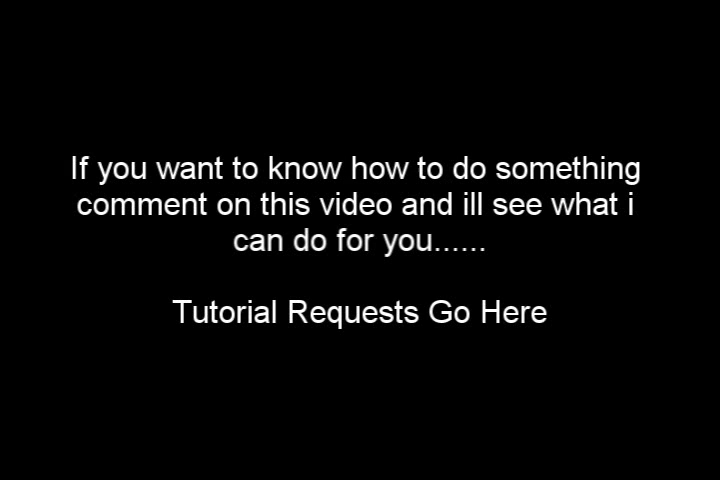 If you want to know how to do something
comment on this video and ill see what i
can do for you......
Tutorial Requests Go Here